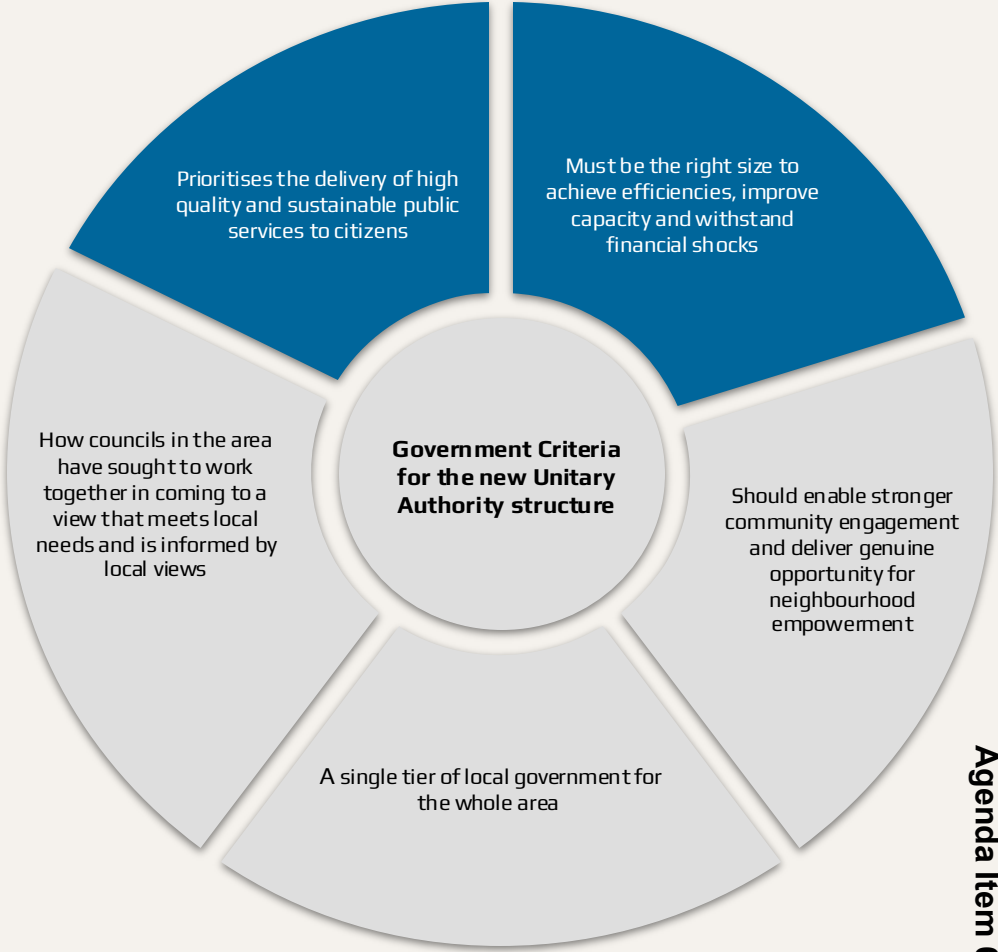 Prioritises the delivery of high
quality and sustainable public
services to citizens
Must be the right size to
achieve efficiencies, improve
capacity and withstand
financial shocks
How councils in the area
have sought to work
together in coming to a
view that meets local
needs and is informed by
local views
Government Criteria
for the new Unitary
Authority structure
Should enable stronger
community engagement
and deliver genuine
opportunity for
neighbourhood
empowerment
A single tier of local government for
the whole area
Agenda Item